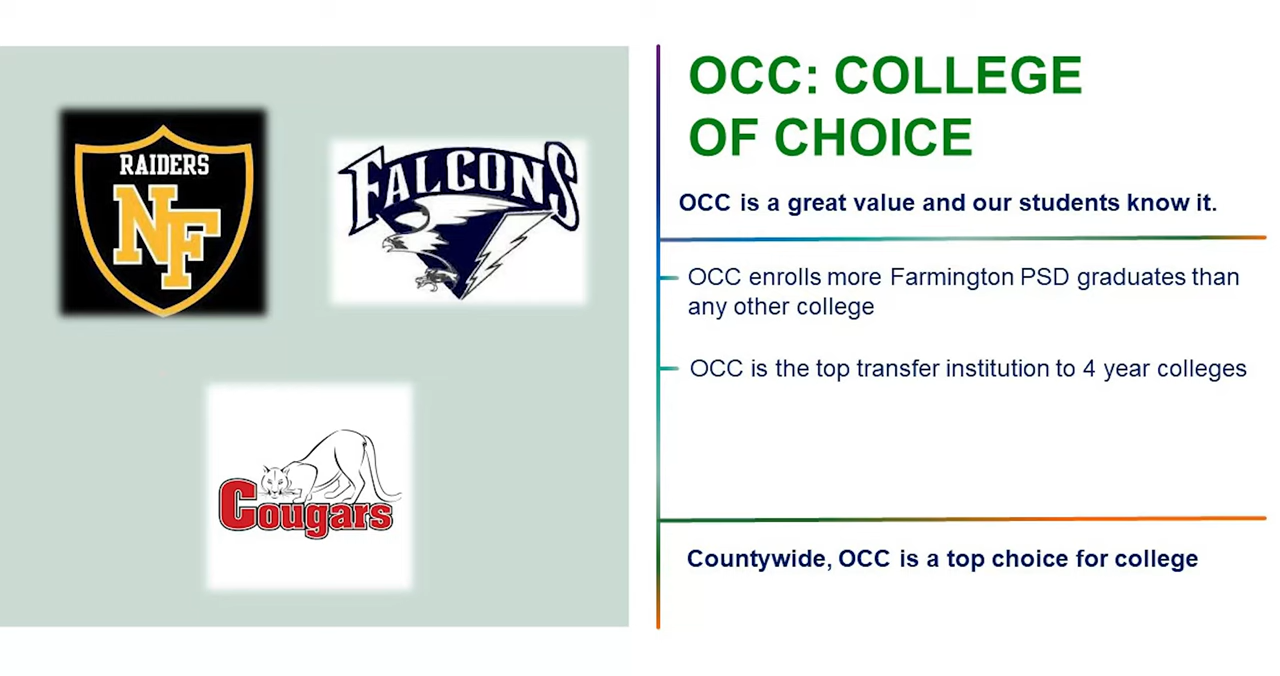 RAIDERS
NF
FALCONS
Cougars
OCC: COLLEGE
OF CHOICE
OCC is a great value and our students know it.
OCC enrolls more Farmington PSD graduates than
any other college
OCC is the top transfer institution to 4 year colleges
Countywide, OCC is a top choice for college